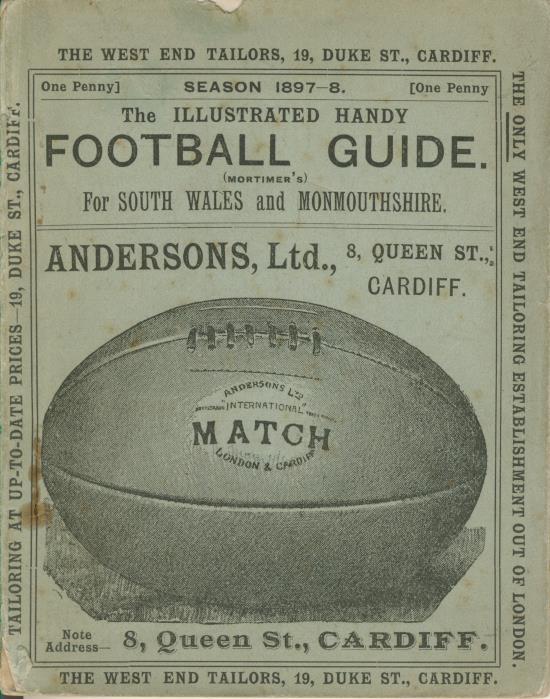 THE WEST END TAILORS, 19, DUKE ST., CARDIFF.
One Penny] SEASON 1897-8. [One Penny
The ILLUSTRATED HANDY
FOOTBALL GUIDE.
(MORTIMER'S)
For SOUTH WALES and MONMOUTHSHIRE.
ANDERSONS, Ltd., 8, QUEEN ST.,
CARDIFF.
ANDERSONS LTD
"INTERNATIONAL"
MATCH
LONDON & CARDIFF
Note
Address— 8, Queen St., CARDIFF.
THE WEST END TAILORS, 19, DUKE ST., CARDIFF.
TAILORING AT UP-TO-DATE PRICES—19, DUKE ST., CARDIFF.
THE ONLY WEST END TAILORING ESTABLISHMENT OUT OF LONDON.